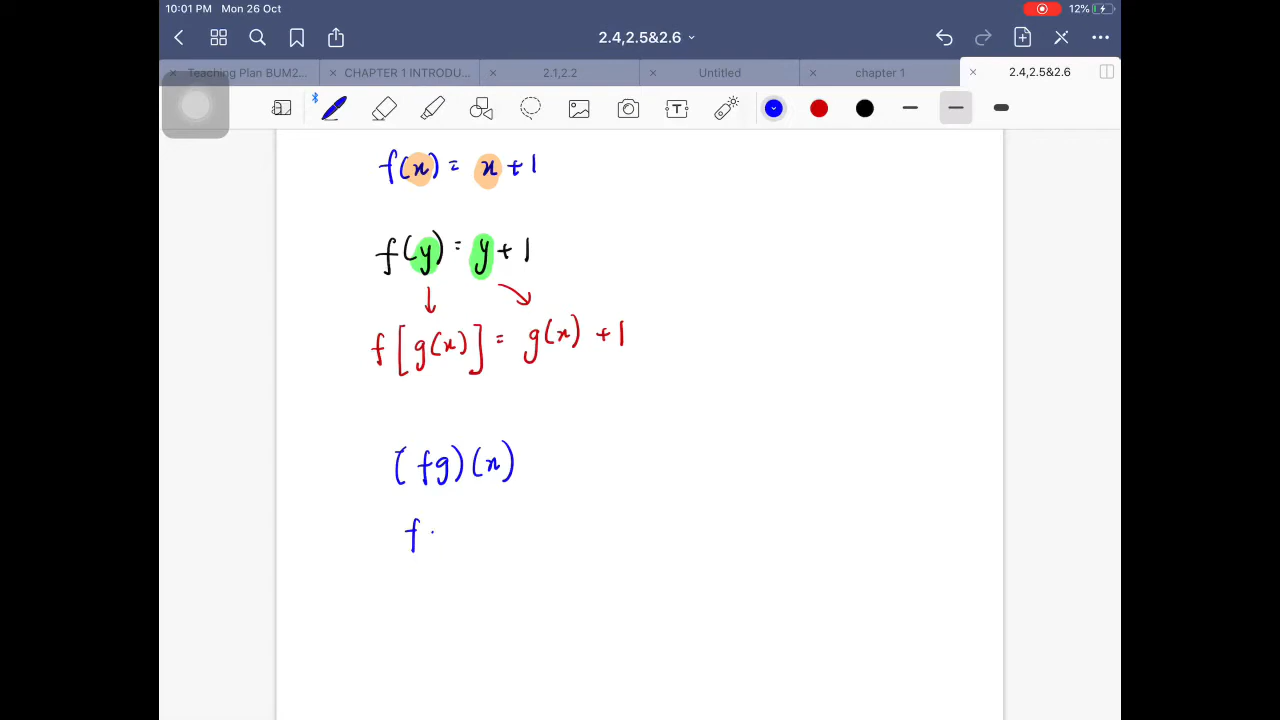 10:01 PM Mon 26 Oct 12%
2.4,2.5&2.6
Teaching Plan BUM2... CHAPTER 1 INTRODU... 2.1,2.2 Untitled chapter 1 2.4,2.5&2.6
f(x) = x + 1
f(y) = y + 1
f[g(x)] = g(x) + 1
(fg)(x)
f ·